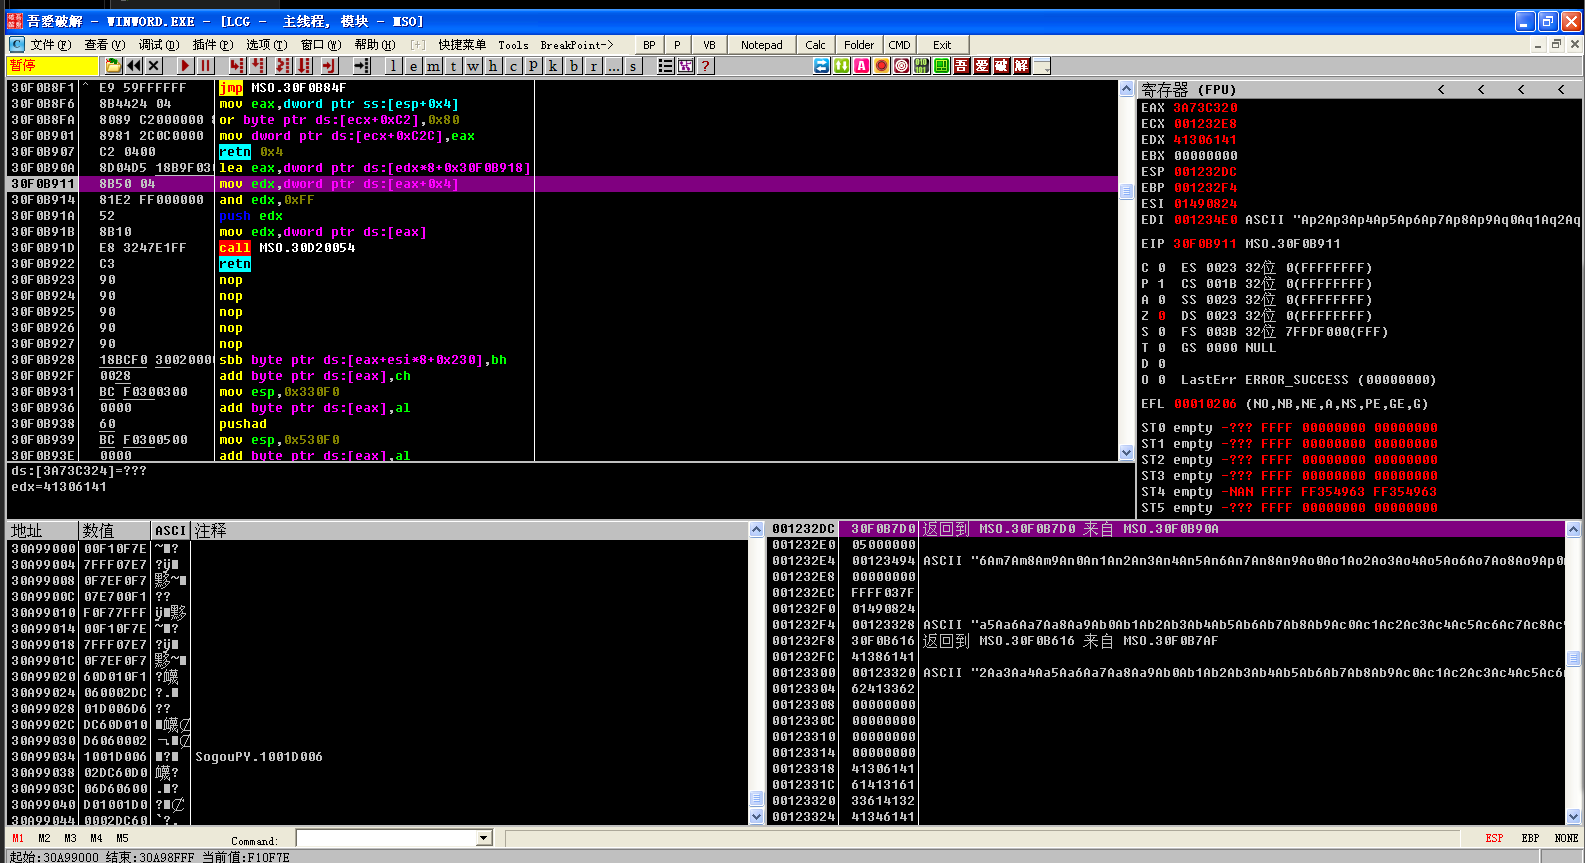 吾爱破解 - WINWORD.EXE - [LCG -  主线程, 模块 - MSO]
文件(F) 查看(V) 调试(D) 插件(P) 选项(T) 窗口(W) 帮助(H) [+] 快捷菜单 Tools BreakPoint-> BP P VB Notepad Calc Folder CMD Exit
暂停 l e m t w h c p k b r ... s ? 吾 爱 破 解
30F0B8F1 ^ E9 59FFFFFF jmp MSO.30F0B84F
30F0B8F6 8B4424 04 mov eax,dword ptr ss:[esp+0x4]
30F0B8FA 8089 C2000000 8 or byte ptr ds:[ecx+0xC2],0x80
30F0B901 8981 2C0C0000 mov dword ptr ds:[ecx+0xC2C],eax
30F0B907 C2 0400 retn 0x4
30F0B90A 8D04D5 18B9F030 lea eax,dword ptr ds:[edx*8+0x30F0B918]
30F0B911 8B50 04 mov edx,dword ptr ds:[eax+0x4]
30F0B914 81E2 FF000000 and edx,0xFF
30F0B91A 52 push edx
30F0B91B 8B10 mov edx,dword ptr ds:[eax]
30F0B91D E8 3247E1FF call MSO.30D20054
30F0B922 C3 retn
30F0B923 90 nop
30F0B924 90 nop
30F0B925 90 nop
30F0B926 90 nop
30F0B927 90 nop
30F0B928 18BCF0 3002000 sbb byte ptr ds:[eax+esi*8+0x230],bh
30F0B92F 0028 add byte ptr ds:[eax],ch
30F0B931 BC F0300300 mov esp,0x330F0
30F0B936 0000 add byte ptr ds:[eax],al
30F0B938 60 pushad
30F0B939 BC F0300500 mov esp,0x530F0
30F0B93E 0000 add byte ptr ds:[eax],al
ds:[3A73C324]=???
edx=41306141
寄存器 (FPU) < < < <
EAX 3A73C320
ECX 001232E8
EDX 41306141
EBX 00000000
ESP 001232DC
EBP 001232F4
ESI 01490824
EDI 001234E0 ASCII "Ap2Ap3Ap4Ap5Ap6Ap7Ap8Ap9Aq0Aq1Aq2Aq
EIP 30F0B911 MSO.30F0B911
C 0 ES 0023 32位 0(FFFFFFFF)
P 1 CS 001B 32位 0(FFFFFFFF)
A 0 SS 0023 32位 0(FFFFFFFF)
Z 0 DS 0023 32位 0(FFFFFFFF)
S 0 FS 003B 32位 7FFDF000(FFF)
T 0 GS 0000 NULL
D 0
O 0 LastErr ERROR_SUCCESS (00000000)
EFL 00010206 (NO,NB,NE,A,NS,PE,GE,G)
ST0 empty -??? FFFF 00000000 00000000
ST1 empty -??? FFFF 00000000 00000000
ST2 empty -??? FFFF 00000000 00000000
ST3 empty -??? FFFF 00000000 00000000
ST4 empty -NAN FFFF FF354963 FF354963
ST5 empty -??? FFFF 00000000 00000000
地址 数值 ASCI 注释
30A99000 00F10F7E
30A99004 7FFF07E7
30A99008 0F7EF0F7
30A9900C 07E700F1 ??
30A99010 F0F77FFF
30A99014 00F10F7E
30A99018 7FFF07E7
30A9901C 0F7EF0F7
30A99020 60D010F1
30A99024 060002DC
30A99028 01D006D6 ??
30A9902C DC60D010
30A99030 D6060002
30A99034 1001D006 SogouPY.1001D006
30A99038 02DC60D0
30A9903C 06D60600
30A99040 D01001D0
30A99044 0002DC60
001232DC 30F0B7D0 返回到 MSO.30F0B7D0 来自 MSO.30F0B90A
001232E0 05000000
001232E4 00123494 ASCII "6Am7Am8Am9An0An1An2An3An4An5An6An7An8An9Ao0Ao1Ao2Ao3Ao4Ao5Ao6Ao7Ao8Ao9Ap0
001232E8 00000000
001232EC FFFF037F
001232F0 01490824
001232F4 00123328 ASCII "a5Aa6Aa7Aa8Aa9Ab0Ab1Ab2Ab3Ab4Ab5Ab6Ab7Ab8Ab9Ac0Ac1Ac2Ac3Ac4Ac5Ac6Ac7Ac8Ac9
001232F8 30F0B616 返回到 MSO.30F0B616 来自 MSO.30F0B7AF
001232FC 41386141
00123300 00123320 ASCII "2Aa3Aa4Aa5Aa6Aa7Aa8Aa9Ab0Ab1Ab2Ab3Ab4Ab5Ab6Ab7Ab8Ab9Ac0Ac1Ac2Ac3Ac4Ac5Ac6
00123304 62413362
00123308 00000000
0012330C 00000000
00123310 00000000
00123314 00000000
00123318 41306141
0012331C 61413161
00123320 33614132
00123324 41346141
M1 M2 M3 M4 M5 Command: ESP EBP NONE
起始:30A99000 结束:30A98FFF 当前值:F10F7E